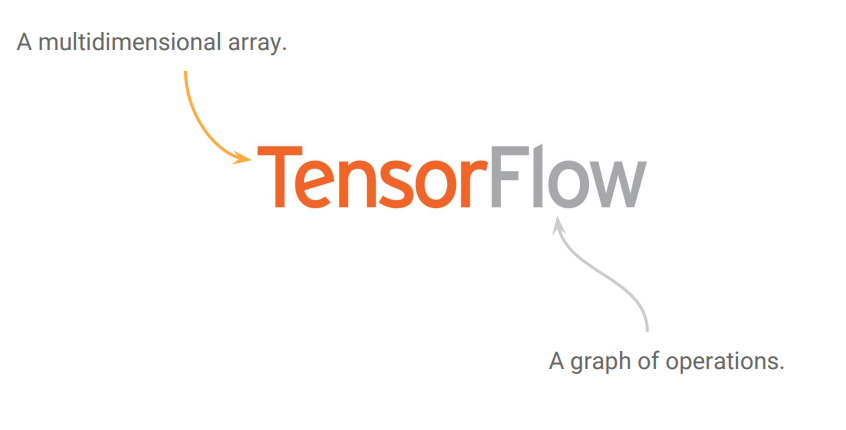 A multidimensional array.
TensorFlow
A graph of operations.